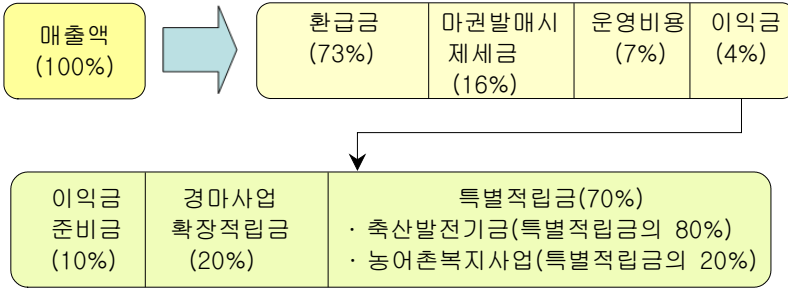 매출액
(100%)
환급금
(73%)
마권발매시
제세금
(16%)
운영비용
(7%)
이익금
(4%)
이익금
준비금
(10%)
경마사업
확장적립금
(20%)
특별적립금(70%)
· 축산발전기금(특별적립금의 80%)
· 농어촌복지사업(특별적립금의 20%)